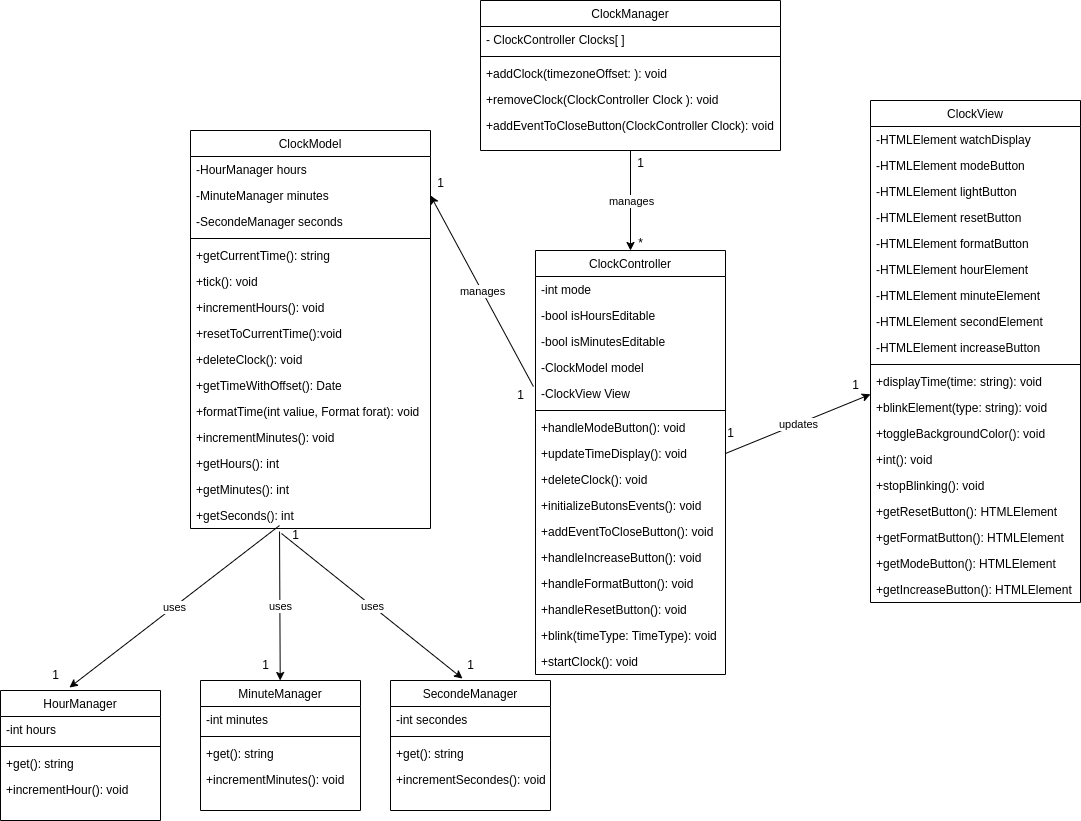 ClockManager
- ClockController Clocks[ ]
+addClock(timezoneOffset: ): void
+removeClock(ClockController Clock ): void
+addEventToCloseButton(ClockController Clock): void
1
manages
*
ClockModel
-HourManager hours
-MinuteManager minutes
-SecondeManager seconds
+getCurrentTime(): string
+tick(): void
+incrementHours(): void
+resetToCurrentTime():void
+deleteClock(): void
+getTimeWithOffset(): Date
+formatTime(int valiue, Format forat): void
+incrementMinutes(): void
+getHours(): int
+getMinutes(): int
+getSeconds(): int
1
manages
1
ClockController
-int mode
-bool isHoursEditable
-bool isMinutesEditable
-ClockModel model
-ClockView View
+handleModeButton(): void
+updateTimeDisplay(): void
+deleteClock(): void
+initializeButonsEvents(): void
+addEventToCloseButton(): void
+handleIncreaseButton(): void
+handleFormatButton(): void
+handleResetButton(): void
+blink(timeType: TimeType): void
+startClock(): void
1
updates
1
ClockView
-HTMLElement watchDisplay
-HTMLElement modeButton
-HTMLElement lightButton
-HTMLElement resetButton
-HTMLElement formatButton
-HTMLElement hourElement
-HTMLElement minuteElement
-HTMLElement secondElement
-HTMLElement increaseButton
+displayTime(time: string): void
+blinkElement(type: string): void
+toggleBackgroundColor(): void
+int(): void
+stopBlinking(): void
+getResetButton(): HTMLElement
+getFormatButton(): HTMLElement
+getModeButton(): HTMLElement
+getIncreaseButton(): HTMLElement
1
uses
uses
uses
1
1
1
HourManager
-int hours
+get(): string
+incrementHour(): void
MinuteManager
-int minutes
+get(): string
+incrementMinutes(): void
SecondeManager
-int secondes
+get(): string
+incrementSecondes(): void